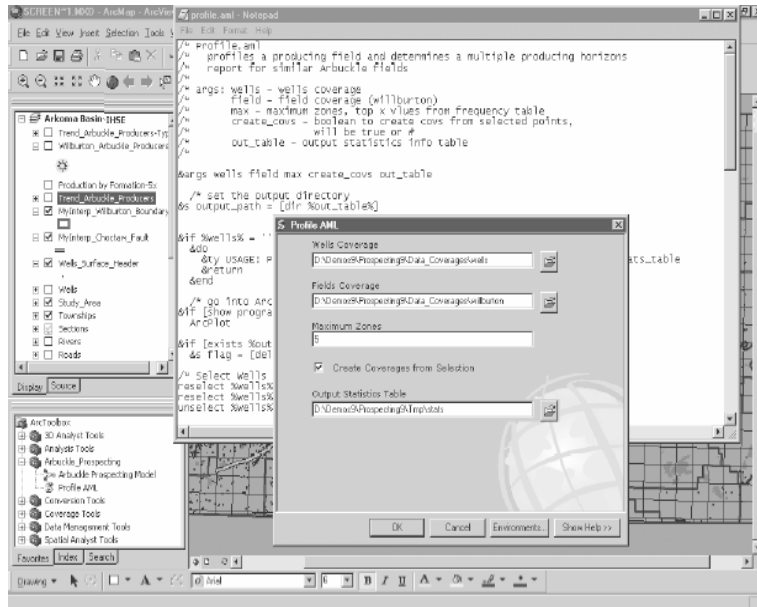 SCREEN~1.MXD - ArcMap - ArcView
File Edit View Insert Selection Tools
Arkoma Basin-IHSE
Trend_Arbuckle_Producers-Typ
Wilburton_Arbuckle_Producers
Production by Formation-5x
Trend_Arbuckle_Producers
MyInterp_Wilburton_Boundary
MyInterp_Choctaw_Fault
Wells_Surface_Header
Wells
Study_Area
Townships
Sections
Rivers
Roads
Display Source
ArcToolbox
3D Analyst Tools
Analysis Tools
Arbuckle_Prospecting
Arbuckle Prospecting Model
Profile AML
Conversion Tools
Coverage Tools
Data Management Tools
Spatial Analyst Tools
Favorites Index Search
Drawing
A
Arial
6
B I U A
profile.aml - Notepad
File Edit Format Help
/* Profile.aml
/* profiles a producing field and determines a multiple producing horizons
/* report for similar Arbuckle fields
/*
/* args: wells - wells coverage
/* field - field coverage (willburton)
/* max - maximum zones, top x vlues from frequency table
/* create_covs - boolean to create covs from selected points,
/* will be true or #
/* out_table - output statistics info table
/*
&args wells field max create_covs out_table
/* set the output directory
&s output_path = [dir %out_table%]
&if %wells% = ''
&do
&ty USAGE: P
ats_table
&return
&end
/* go into Arc
&if [show progra
ArcPlot
&if [exists %out
&s flag = [del
/* Select wells
reselect %wells%
reselect %wells%
unselect %wells%
Profile AML
Wells Coverage
D:\Demos9\Prospecting9\Data_Coverages\wells
Fields Coverage
D:\Demos9\Prospecting9\Data_Coverages\wilburton
Maximum Zones
5
Create Coverages from Selection
Output Statistics Table
D:\Demos9\Prospecting9\Tmp\stats
OK Cancel Environments... Show Help >>